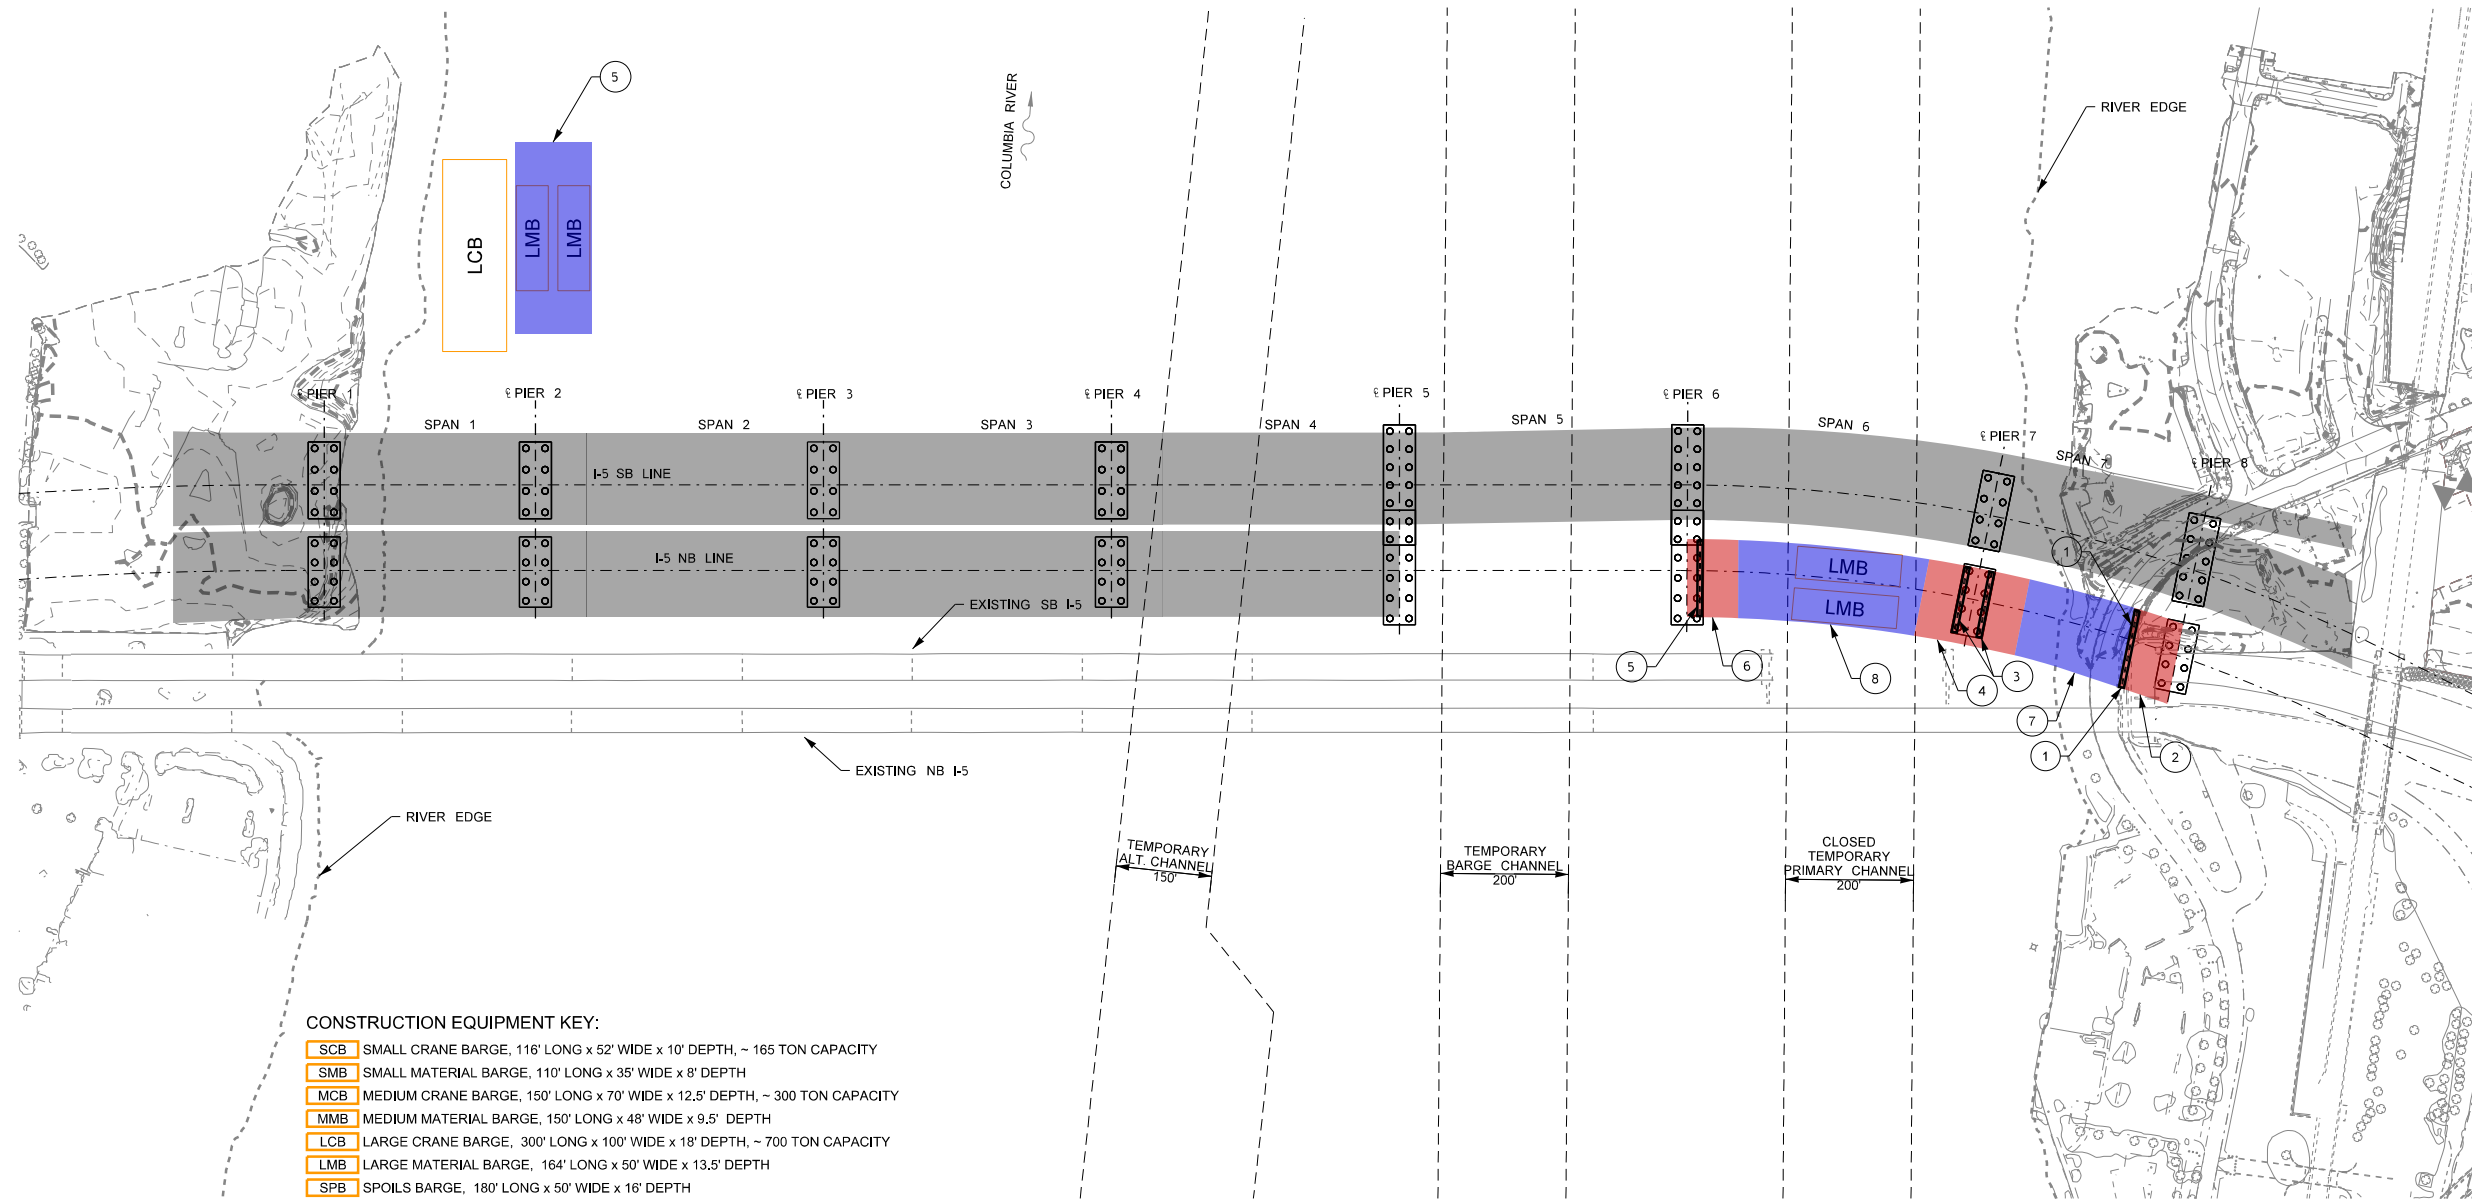 5
RIVER EDGE
COLUMBIA RIVER
LCB
LMB
LMB
℄ PIER 1
℄ PIER 2
℄ PIER 3
℄ PIER 4
℄ PIER 5
℄ PIER 6
℄ PIER 7
℄ PIER 8
SPAN 1
SPAN 2
SPAN 3
SPAN 4
SPAN 5
SPAN 6
SPAN 7
I-5 SB LINE
I-5 NB LINE
EXISTING SB I-5
EXISTING NB I-5
LMB
LMB
1
5
6
8
4
3
7
1
2
RIVER EDGE
TEMPORARY
ALT. CHANNEL
150'
TEMPORARY
BARGE CHANNEL
200'
CLOSED
TEMPORARY
PRIMARY CHANNEL
200'
CONSTRUCTION EQUIPMENT KEY:
SCB SMALL CRANE BARGE, 116' LONG x 52' WIDE x 10' DEPTH, ~ 165 TON CAPACITY
SMB SMALL MATERIAL BARGE, 110' LONG x 35' WIDE x 8' DEPTH
MCB MEDIUM CRANE BARGE, 150' LONG x 70' WIDE x 12.5' DEPTH, ~ 300 TON CAPACITY
MMB MEDIUM MATERIAL BARGE, 150' LONG x 48' WIDE x 9.5' DEPTH
LCB LARGE CRANE BARGE, 300' LONG x 100' WIDE x 18' DEPTH, ~ 700 TON CAPACITY
LMB LARGE MATERIAL BARGE, 164' LONG x 50' WIDE x 13.5' DEPTH
SPB SPOILS BARGE, 180' LONG x 50' WIDE x 16' DEPTH